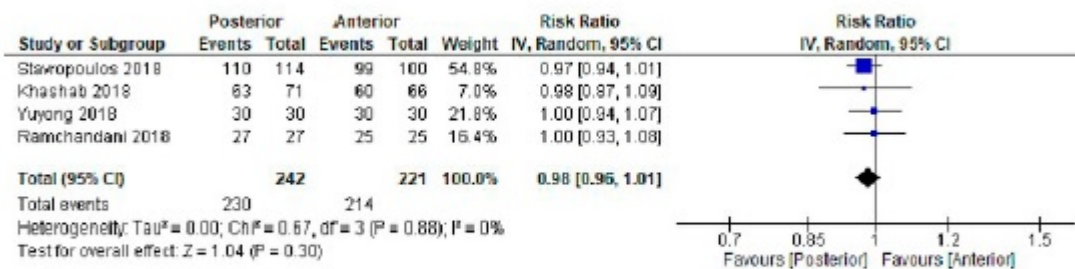 Posterior Anterior Risk Ratio Risk Ratio
Study or Subgroup Events Total Events Total Weight IV, Random, 95% CI IV, Random, 95% CI
Stavropoulos 2018 110 114 99 100 54.8% 0.97 [0.94, 1.01]
Khashab 2018 63 71 60 66 7.0% 0.98 [0.87, 1.09]
Yuyong 2018 30 30 30 30 21.8% 1.00 [0.94, 1.07]
Ramchandani 2018 27 27 25 25 16.4% 1.00 [0.93, 1.08]
Total (95% CI) 242 221 100.0% 0.98 [0.96, 1.01]
Total events 230 214
Heterogeneity: Tau² = 0.00; Chi² = 0.67, df = 3 (P = 0.88); I² = 0%
Test for overall effect: Z = 1.04 (P = 0.30)
0.7 0.85 1 1.2 1.5
Favours [Posterior] Favours [Anterior]